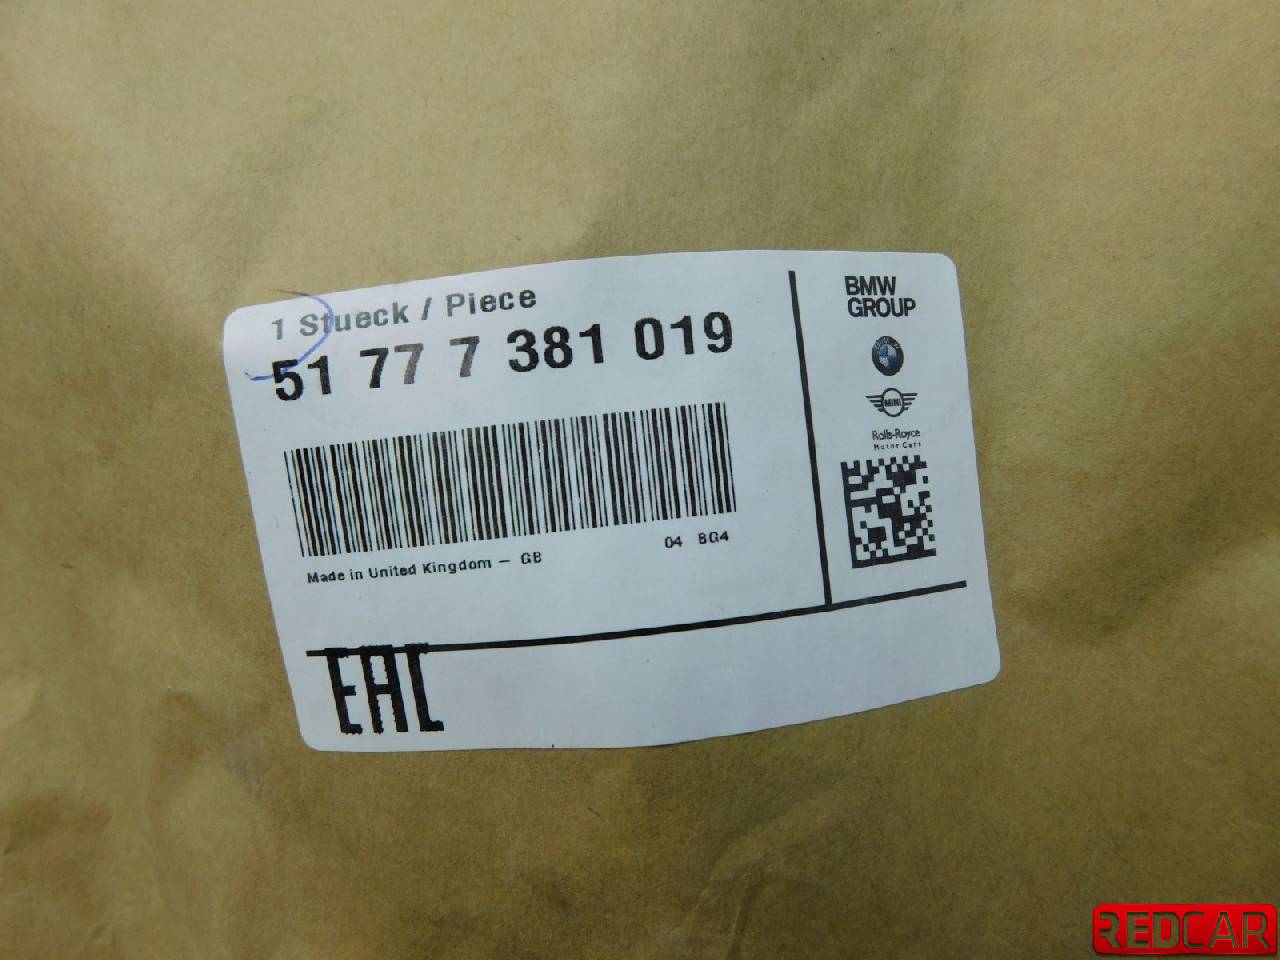 1 Stueck / Piece
51 77 7 381 019
Made in United Kingdom – GB
04 BG4
BMW
GROUP
MINI
Rolls-Royce
Motor Cars
EAC
REDCAR